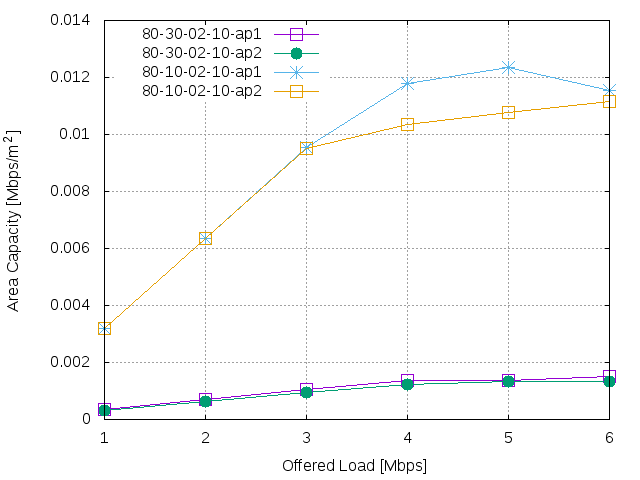 0.014
0.012
0.01
0.008
0.006
0.004
0.002
0
Area Capacity [Mbps/m²]
80-30-02-10-ap1
80-30-02-10-ap2
80-10-02-10-ap1
80-10-02-10-ap2
1 2 3 4 5 6
Offered Load [Mbps]